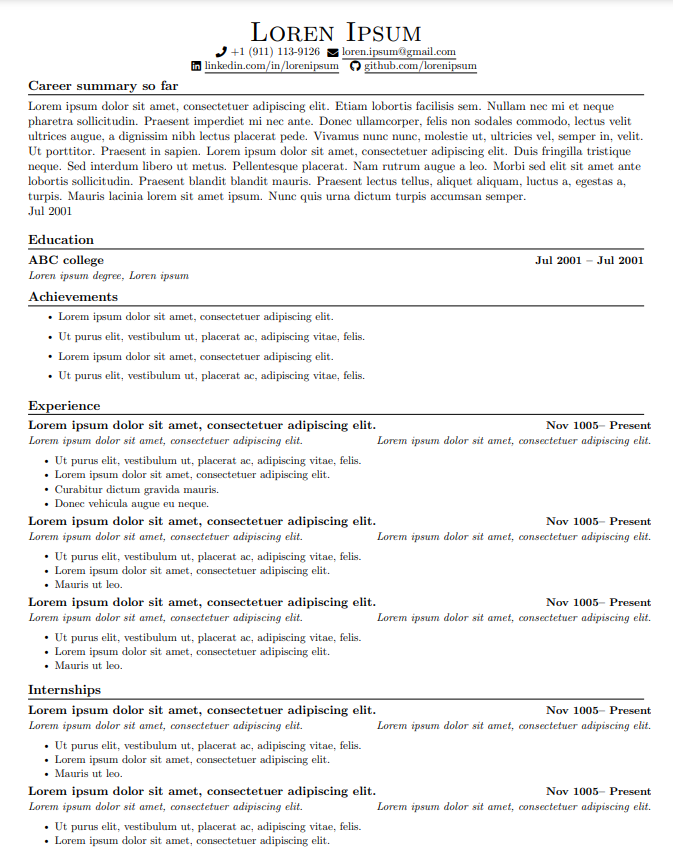 Loren Ipsum
+1 (911) 113-9126 loren.ipsum@gmail.com
linkedin.com/in/lorenipsum github.com/lorenipsum
Career summary so far
Lorem ipsum dolor sit amet, consectetuer adipiscing elit. Etiam lobortis facilisis sem. Nullam nec mi et neque
pharetra sollicitudin. Praesent imperdiet mi nec ante. Donec ullamcorper, felis non sodales commodo, lectus velit
ultrices augue, a dignissim nibh lectus placerat pede. Vivamus nunc nunc, molestie ut, ultricies vel, semper in, velit.
Ut porttitor. Praesent in sapien. Lorem ipsum dolor sit amet, consectetuer adipiscing elit. Duis fringilla tristique
neque. Sed interdum libero ut metus. Pellentesque placerat. Nam rutrum augue a leo. Morbi sed elit sit amet ante
lobortis sollicitudin. Praesent blandit blandit mauris. Praesent lectus tellus, aliquet aliquam, luctus a, egestas a,
turpis. Mauris lacinia lorem sit amet ipsum. Nunc quis urna dictum turpis accumsan semper.
Jul 2001
Education
ABC college Jul 2001 – Jul 2001
Lorem ipsum degree, Loren ipsum
Achievements
• Lorem ipsum dolor sit amet, consectetuer adipiscing elit.
• Ut purus elit, vestibulum ut, placerat ac, adipiscing vitae, felis.
• Lorem ipsum dolor sit amet, consectetuer adipiscing elit.
• Ut purus elit, vestibulum ut, placerat ac, adipiscing vitae, felis.
Experience
Lorem ipsum dolor sit amet, consectetuer adipiscing elit. Nov 1005– Present
Lorem ipsum dolor sit amet, consectetuer adipiscing elit. Lorem ipsum dolor sit amet, consectetuer adipiscing elit.
• Ut purus elit, vestibulum ut, placerat ac, adipiscing vitae, felis.
• Lorem ipsum dolor sit amet, consectetuer adipiscing elit.
• Curabitur dictum gravida mauris.
• Donec vehicula augue eu neque.
Lorem ipsum dolor sit amet, consectetuer adipiscing elit. Nov 1005– Present
Lorem ipsum dolor sit amet, consectetuer adipiscing elit. Lorem ipsum dolor sit amet, consectetuer adipiscing elit.
• Ut purus elit, vestibulum ut, placerat ac, adipiscing vitae, felis.
• Lorem ipsum dolor sit amet, consectetuer adipiscing elit.
• Mauris ut leo.
Lorem ipsum dolor sit amet, consectetuer adipiscing elit. Nov 1005– Present
Lorem ipsum dolor sit amet, consectetuer adipiscing elit. Lorem ipsum dolor sit amet, consectetuer adipiscing elit.
• Ut purus elit, vestibulum ut, placerat ac, adipiscing vitae, felis.
• Lorem ipsum dolor sit amet, consectetuer adipiscing elit.
• Mauris ut leo.
Internships
Lorem ipsum dolor sit amet, consectetuer adipiscing elit. Nov 1005– Present
Lorem ipsum dolor sit amet, consectetuer adipiscing elit. Lorem ipsum dolor sit amet, consectetuer adipiscing elit.
• Ut purus elit, vestibulum ut, placerat ac, adipiscing vitae, felis.
• Lorem ipsum dolor sit amet, consectetuer adipiscing elit.
• Mauris ut leo.
Lorem ipsum dolor sit amet, consectetuer adipiscing elit. Nov 1005– Present
Lorem ipsum dolor sit amet, consectetuer adipiscing elit. Lorem ipsum dolor sit amet, consectetuer adipiscing elit.
• Ut purus elit, vestibulum ut, placerat ac, adipiscing vitae, felis.
• Lorem ipsum dolor sit amet, consectetuer adipiscing elit.